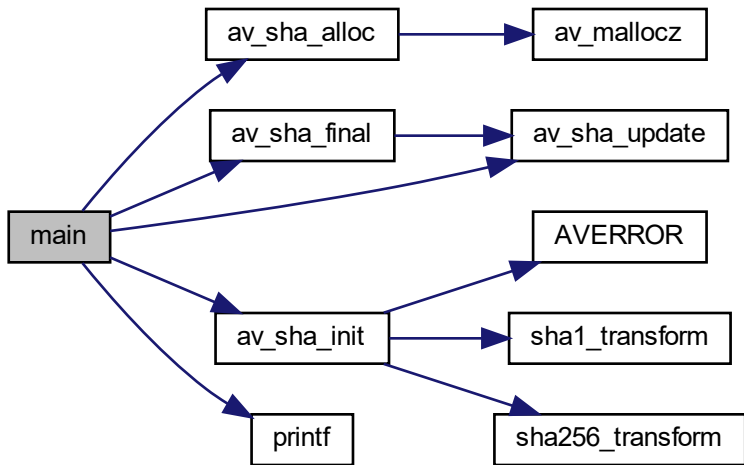 av_sha_alloc
av_mallocz
av_sha_final
av_sha_update
main
AVERROR
av_sha_init
sha1_transform
printf
sha256_transform